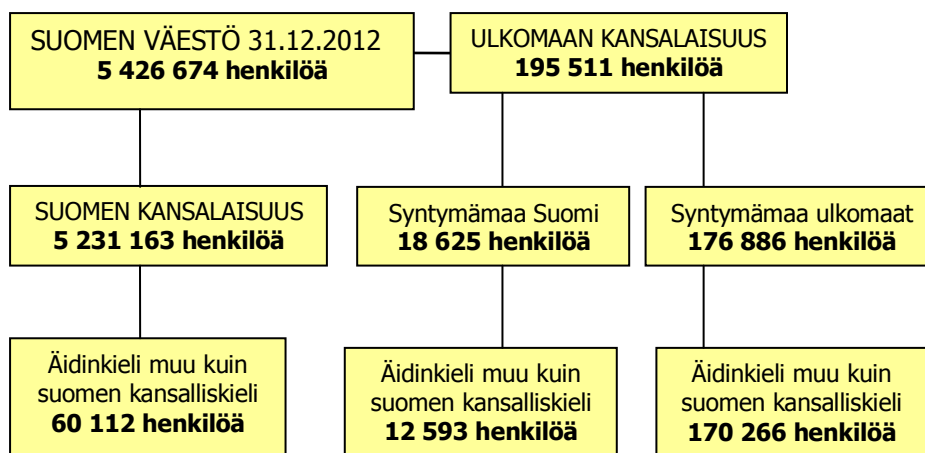 SUOMEN VÄESTÖ 31.12.2012
5 426 674 henkilöä
ULKOMAAN KANSALAISUUS
195 511 henkilöä
SUOMEN KANSALAISUUS
5 231 163 henkilöä
Syntymämaa Suomi
18 625 henkilöä
Syntymämaa ulkomaat
176 886 henkilöä
Äidinkieli muu kuin
suomen kansalliskieli
60 112 henkilöä
Äidinkieli muu kuin
suomen kansalliskieli
12 593 henkilöä
Äidinkieli muu kuin
suomen kansalliskieli
170 266 henkilöä